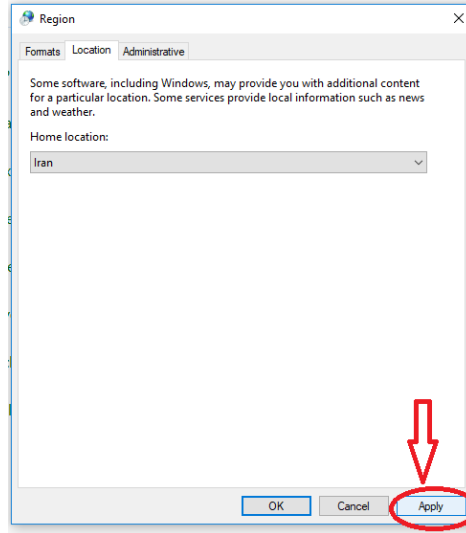 Region
Formats Location Administrative
Some software, including Windows, may provide you with additional content
for a particular location. Some services provide local information such as news
and weather.
Home location:
Iran
OK Cancel Apply